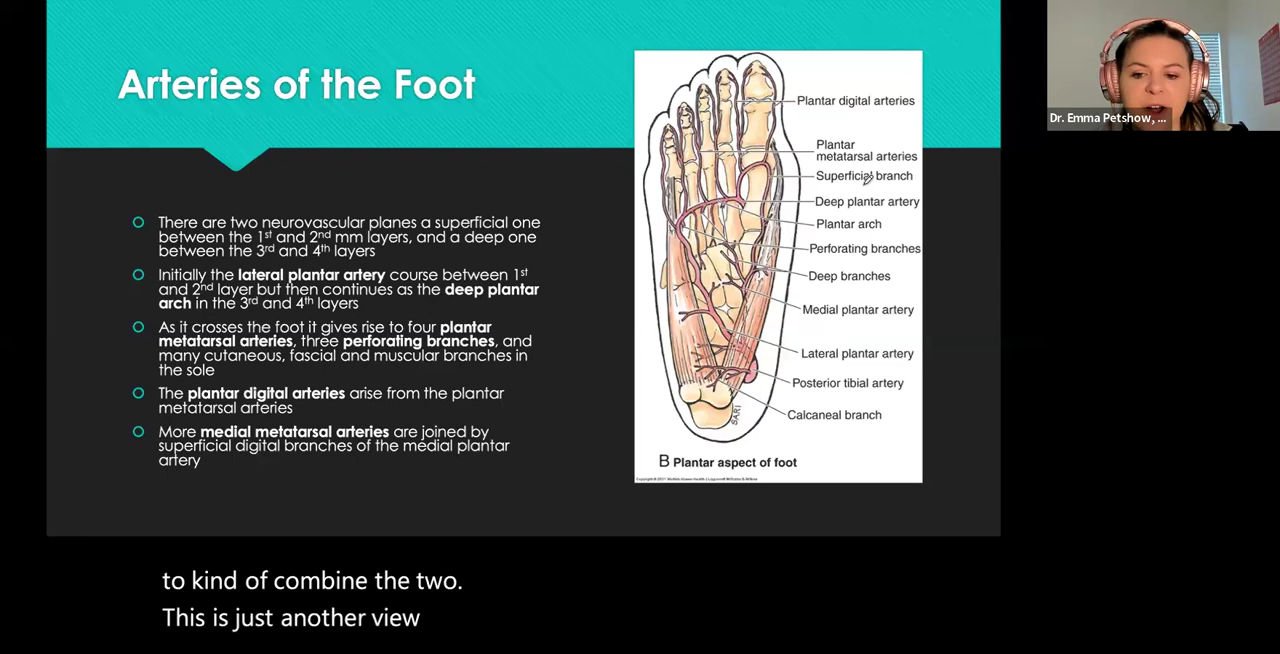 Arteries of the Foot
There are two neurovascular planes a superficial one
between the 1st and 2nd mm layers, and a deep one
between the 3rd and 4th layers
Initially the lateral plantar artery course between 1st
and 2nd layer but then continues as the deep plantar
arch in the 3rd and 4th layers
As it crosses the foot it gives rise to four plantar
metatarsal arteries, three perforating branches, and
many cutaneous, fascial and muscular branches in
the sole
The plantar digital arteries arise from the plantar
metatarsal arteries
More medial metatarsal arteries are joined by
superficial digital branches of the medial plantar
artery
Plantar digital arteries
Plantar
metatarsal arteries
Superficial branch
Deep plantar artery
Plantar arch
Perforating branches
Deep branches
Medial plantar artery
Lateral plantar artery
Posterior tibial artery
Calcaneal branch
SARI
B Plantar aspect of foot
Dr. Emma Petshow, ...
to kind of combine the two.
This is just another view